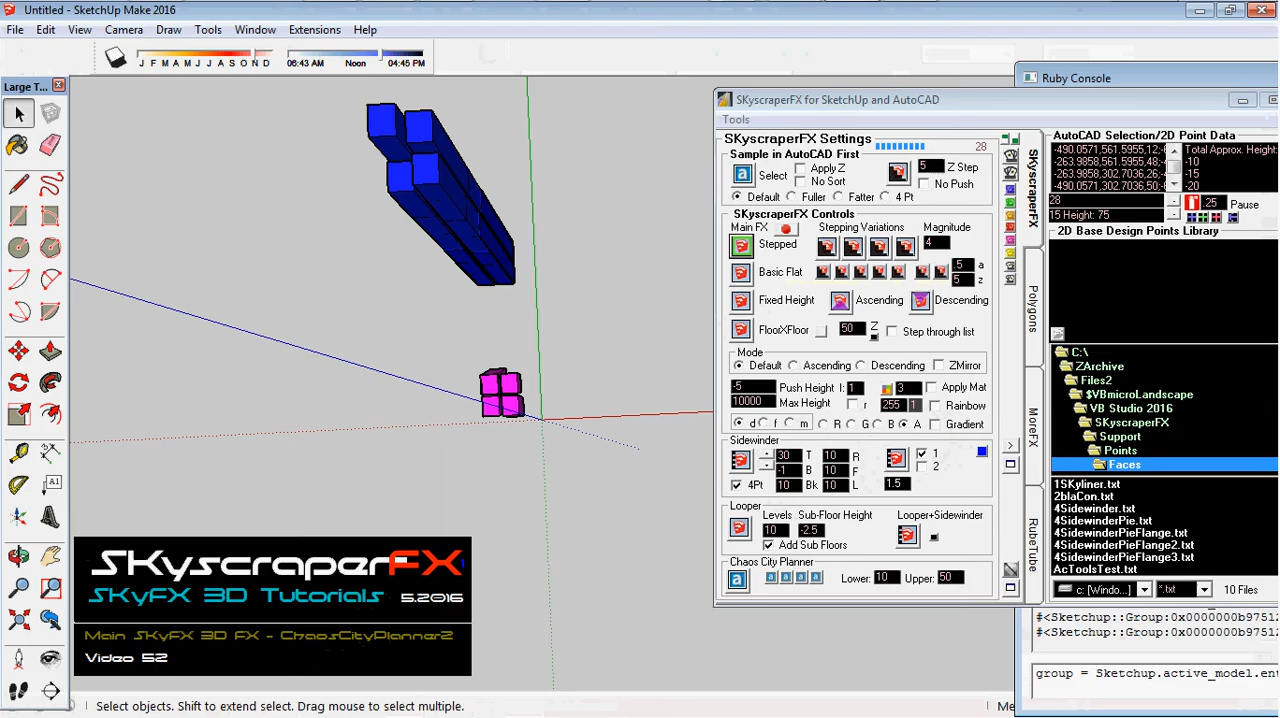 Untitled - SketchUp Make 2016
File Edit View Camera Draw Tools Window Extensions Help
J F M A M J J A S O N D 06:43 AM Noon 04:45 PM
Large T...
SKyscraperFX
SKyFX 3D Tutorials 5.2016
Main SKyFX 3D FX - ChaosCityPlanner2
Video 52
Select objects. Shift to extend select. Drag mouse to select multiple.
Me
Ruby Console
SKyscraperFX for SketchUp and AutoCAD
Tools
SKyscraperFX Settings 28
Sample in AutoCAD First
Select Apply Z No Sort 5 Z Step No Push
Default Fuller Fatter 4 Pt
SKyscraperFX Controls
Main FX Stepping Variations Magnitude
Stepped 4
Basic Flat .5 a
5 z
Fixed Height Ascending Descending
FloorXFloor 50 Z Step through list
Mode
Default Ascending Descending ZMirror
-5 Push Height I: 1 3 Apply Mat
10000 Max Height r 255 1 Rainbow
d f m R G B A Gradient
Sidewinder
30 T 10 R 1
-1 B 10 F 2
4Pt 10 Bk 10 L 1.5
Looper
Levels Sub-Floor Height Looper+Sidewinder
10 -2.5
Add Sub Floors
Chaos City Planner
Lower: 10 Upper: 50
SKyscraperFX
Polygons
MoreFX
RubeTube
AutoCAD Selection/2D Point Data
-490.0571,561.5955,12;-6
-263.9858,561.5955,48;-4
-263.9858,302.7036,26;-3
-490.0571,302.7036,50;-2
Total Approx. Height:
-10
-15
-20
28
.25 Pause
15 Height: 75
2D Base Design Points Library
C:\
ZArchive
Files2
$VBmicroLandscape
VB Studio 2016
SKyscraperFX
Support
Points
Faces
1SKyliner.txt
2blaCon.txt
4Sidewinder.txt
4SidewinderPie.txt
4SidewinderPieFlange.txt
4SidewinderPieFlange2.txt
4SidewinderPieFlange3.txt
AcToolsTest.txt
c: [Windo...] *.txt 10 Files
#<Sketchup::Group:0x0000000b97512
#<Sketchup::Group:0x0000000b97512
group = Sketchup.active_model.ent